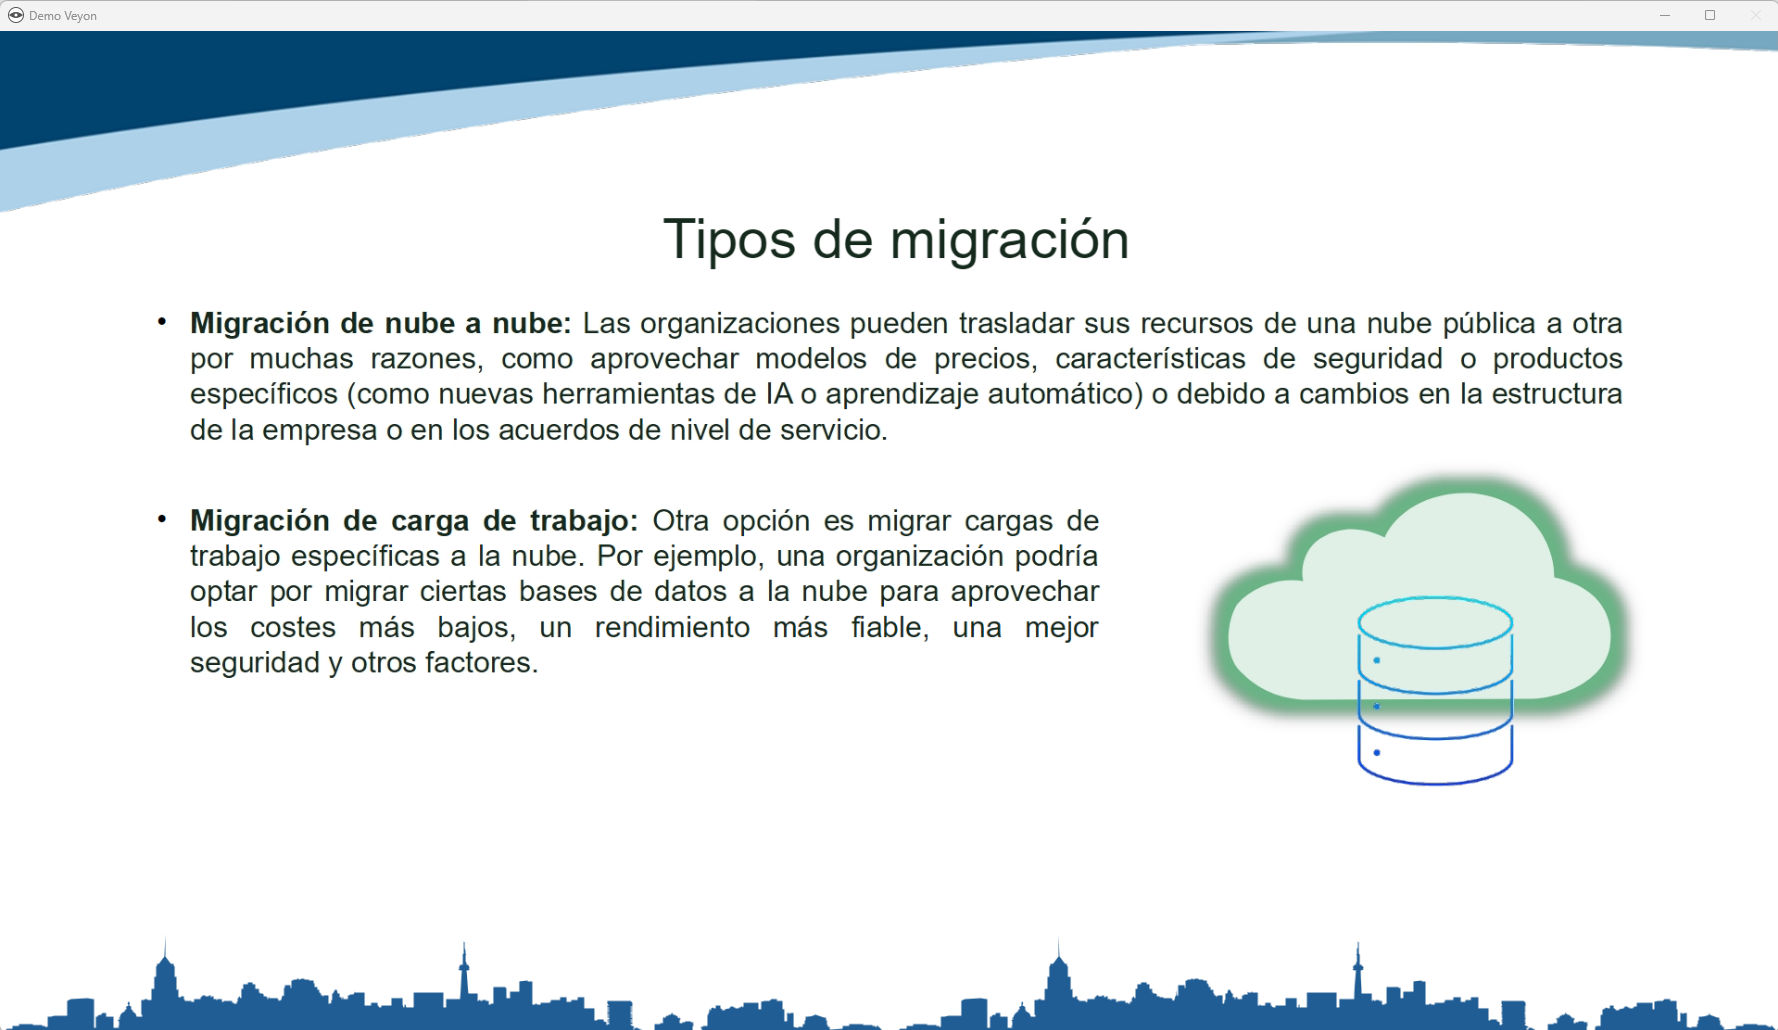 Demo Veyon
Tipos de migración
• Migración de nube a nube: Las organizaciones pueden trasladar sus recursos de una nube pública a otra
por muchas razones, como aprovechar modelos de precios, características de seguridad o productos
específicos (como nuevas herramientas de IA o aprendizaje automático) o debido a cambios en la estructura
de la empresa o en los acuerdos de nivel de servicio.
• Migración de carga de trabajo: Otra opción es migrar cargas de
trabajo específicas a la nube. Por ejemplo, una organización podría
optar por migrar ciertas bases de datos a la nube para aprovechar
los costes más bajos, un rendimiento más fiable, una mejor
seguridad y otros factores.